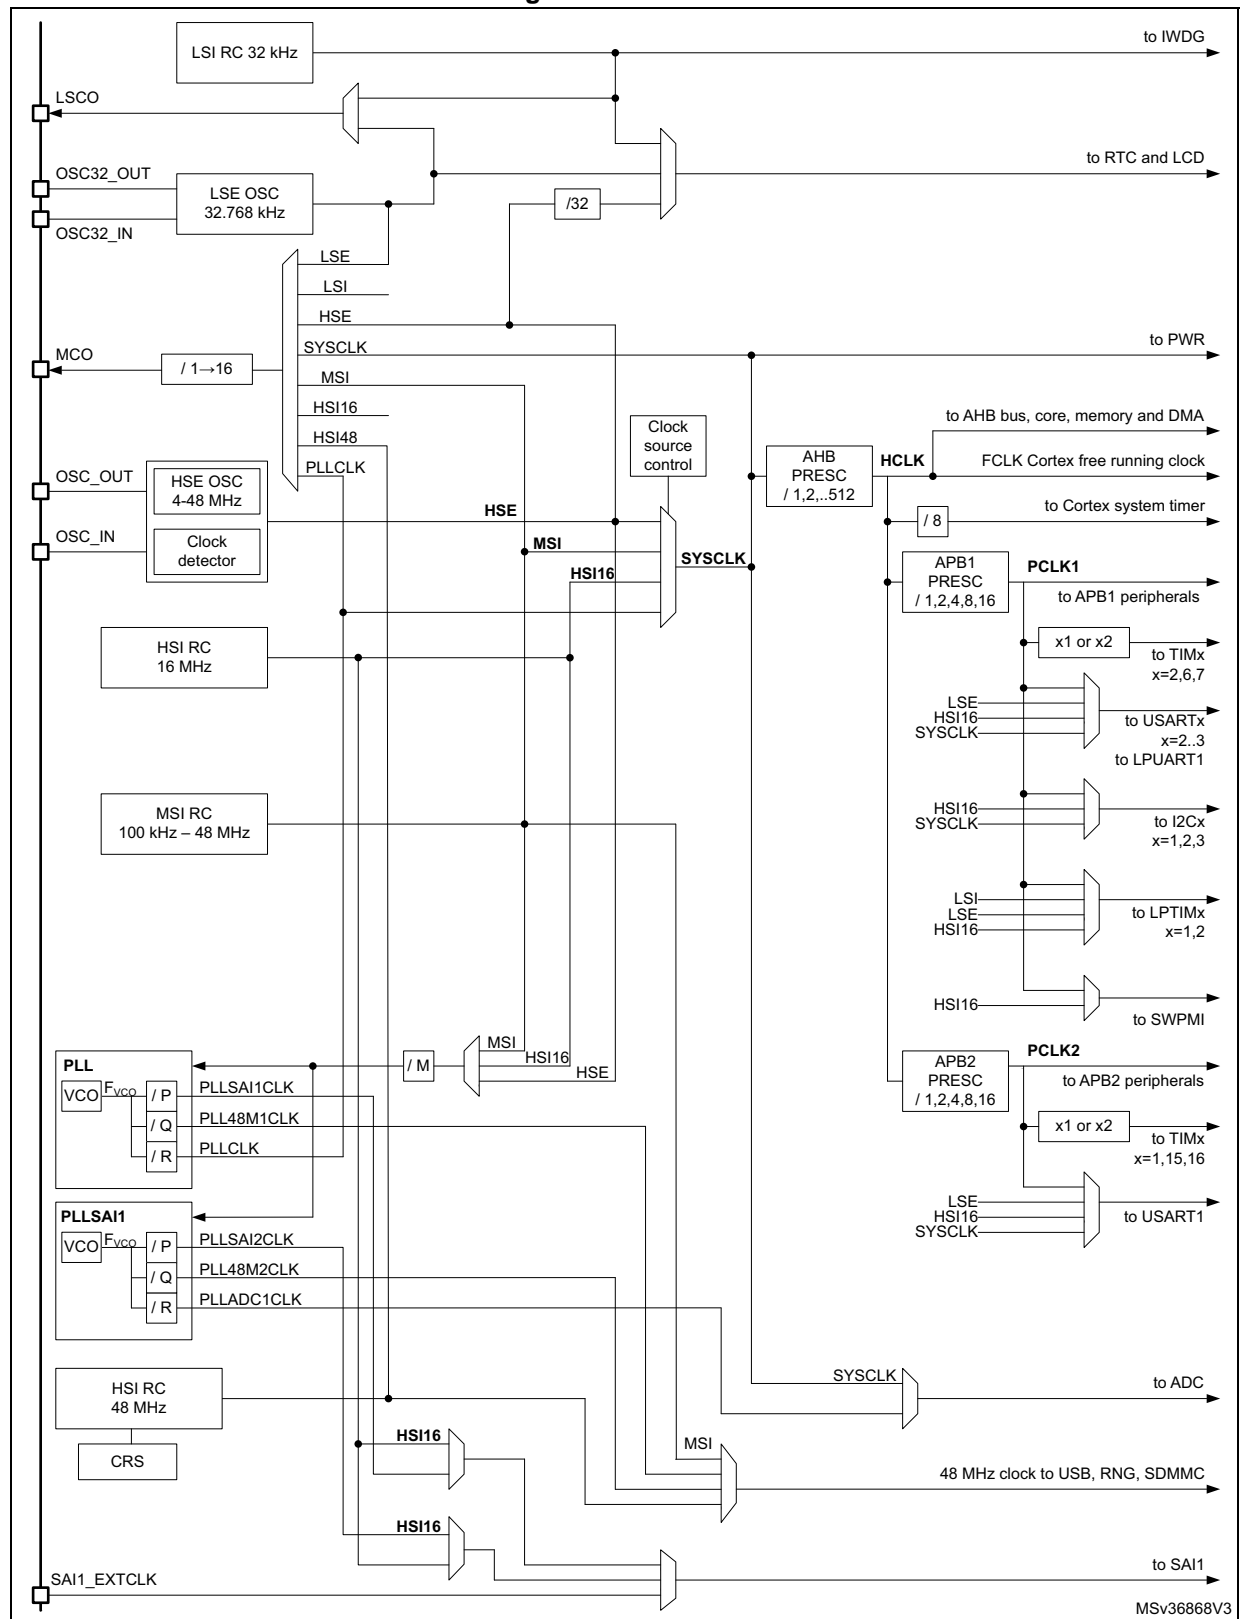 LSI RC 32 kHz
to IWDG
LSCO
OSC32_OUT
LSE OSC
32.768 kHz
/32
to RTC and LCD
OSC32_IN
LSE
LSI
HSE
SYSCLK
to PWR
MCO
/ 1→16
MSI
HSI16
HSI48
PLLCLK
Clock
source
control
to AHB bus, core, memory and DMA
AHB
PRESC
/ 1,2,..512
HCLK
FCLK Cortex free running clock
OSC_OUT
HSE OSC
4-48 MHz
OSC_IN
Clock
detector
HSE
MSI
HSI16
SYSCLK
/ 8
to Cortex system timer
APB1
PRESC
/ 1,2,4,8,16
PCLK1
to APB1 peripherals
HSI RC
16 MHz
x1 or x2
to TIMx
x=2,6,7
LSE
HSI16
SYSCLK
to USARTx
x=2..3
to LPUART1
MSI RC
100 kHz – 48 MHz
HSI16
SYSCLK
to I2Cx
x=1,2,3
LSI
LSE
HSI16
to LPTIMx
x=1,2
HSI16
to SWPMI
MSI
HSI16
HSE
/ M
PLL
VCO
FVCO
/ P
PLLSAI1CLK
/ Q
PLL48M1CLK
/ R
PLLCLK
APB2
PRESC
/ 1,2,4,8,16
PCLK2
to APB2 peripherals
x1 or x2
to TIMx
x=1,15,16
LSE
HSI16
SYSCLK
to USART1
PLLSAI1
VCO
FVCO
/ P
PLLSAI2CLK
/ Q
PLL48M2CLK
/ R
PLLADC1CLK
HSI RC
48 MHz
CRS
SYSCLK
to ADC
HSI16
MSI
48 MHz clock to USB, RNG, SDMMC
HSI16
to SAI1
SAI1_EXTCLK
MSv36868V3